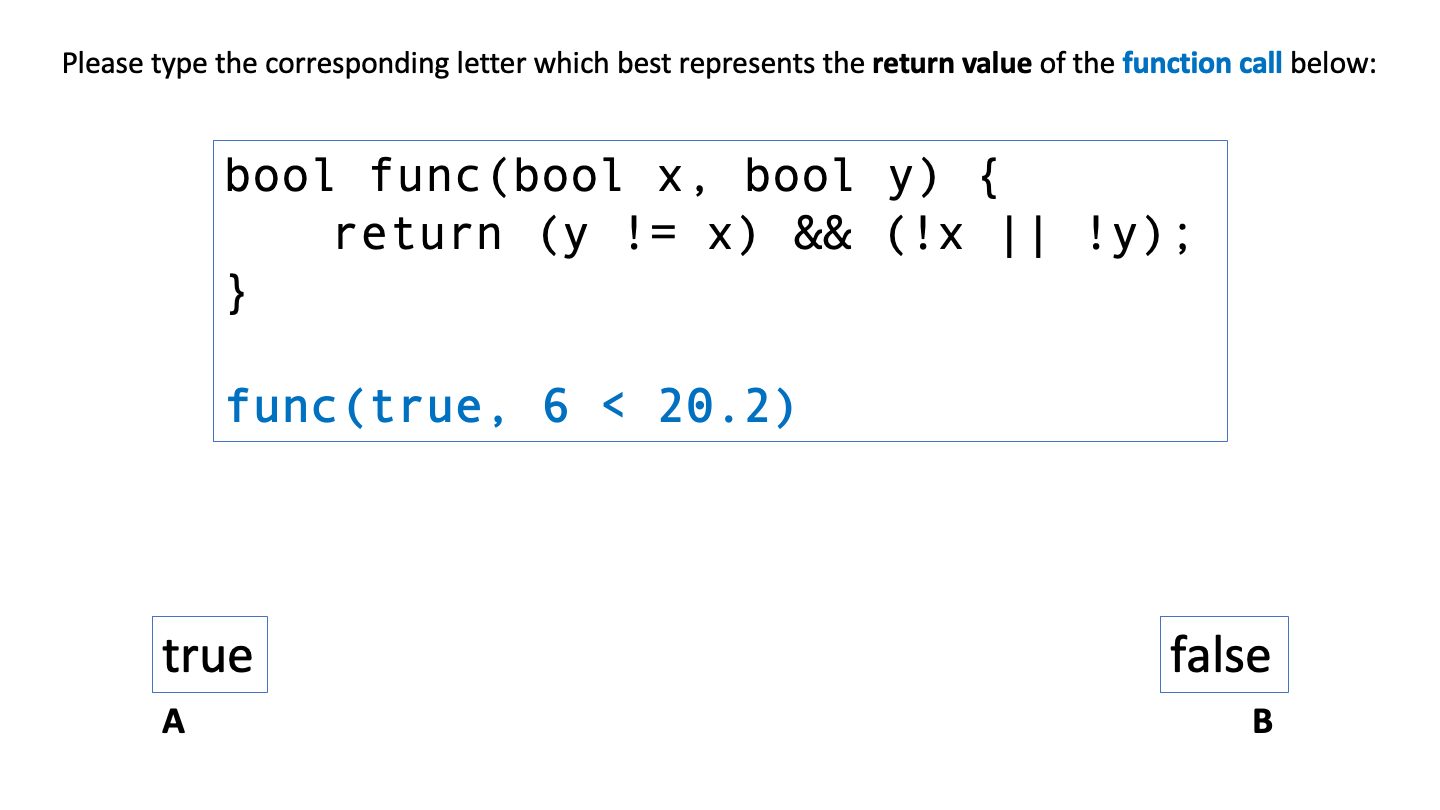 Please type the corresponding letter which best represents the return value of the function call below:
bool func(bool x, bool y) {
    return (y != x) && (!x || !y);
}
func(true, 6 < 20.2)
true
false
A
B